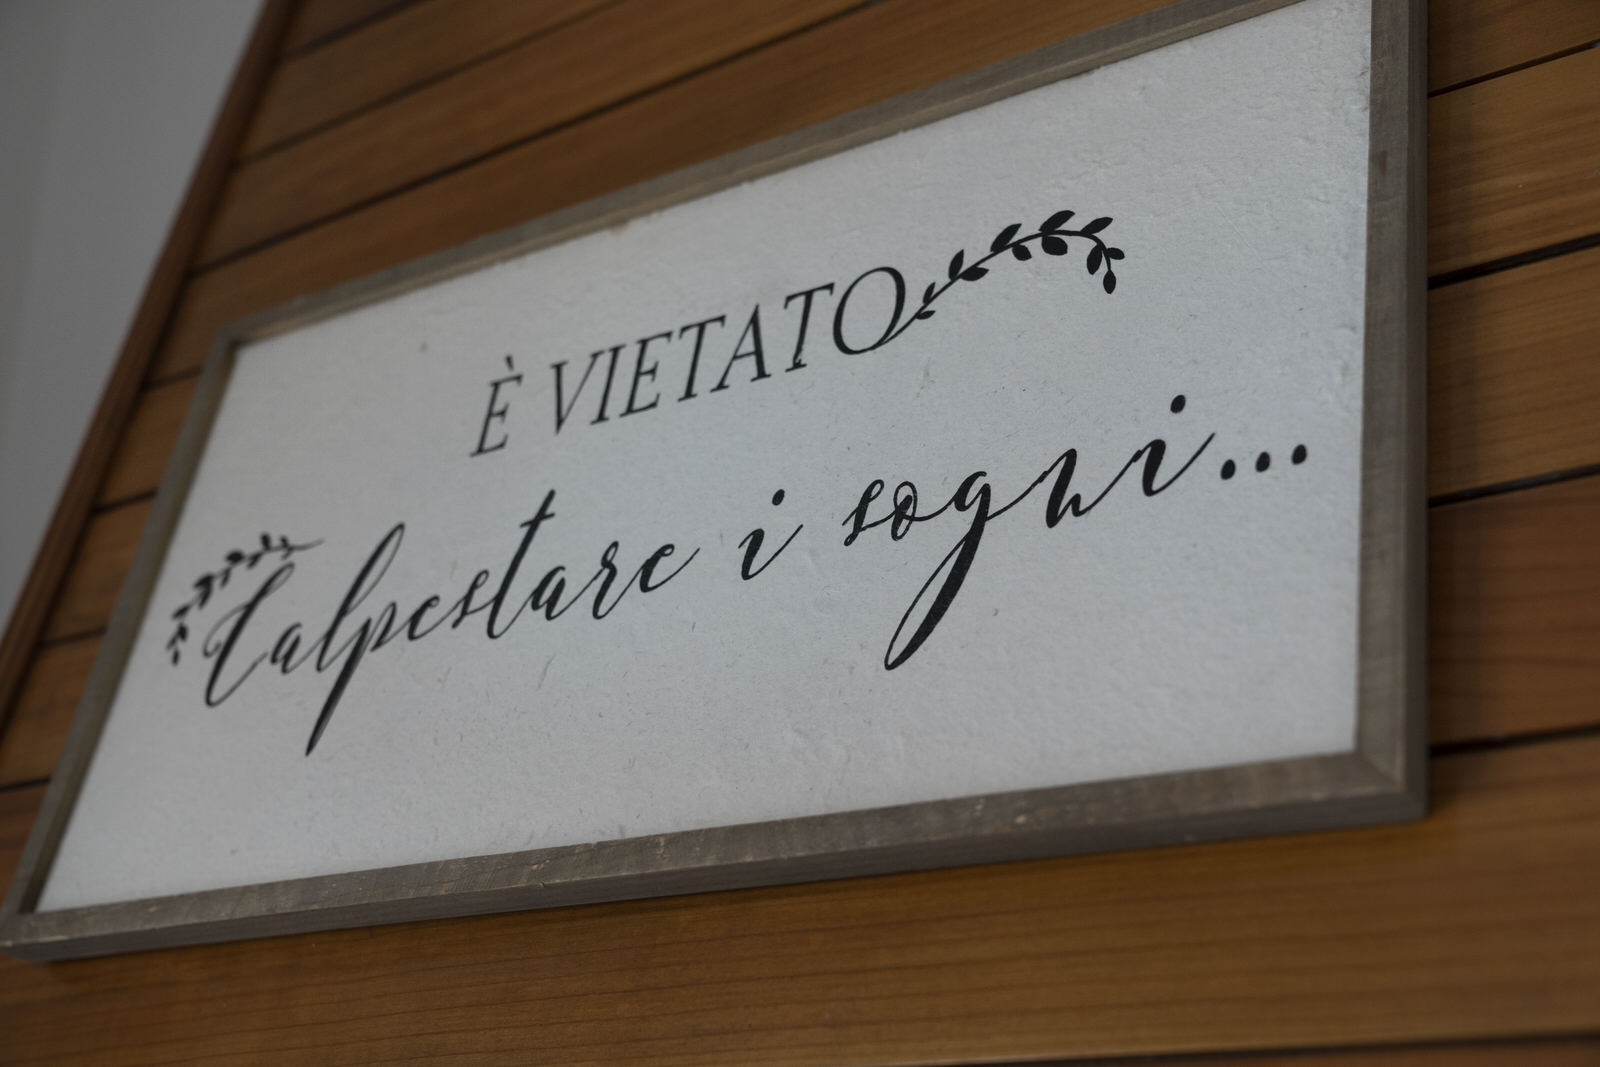 È VIETATO
Calpestare i sogni...